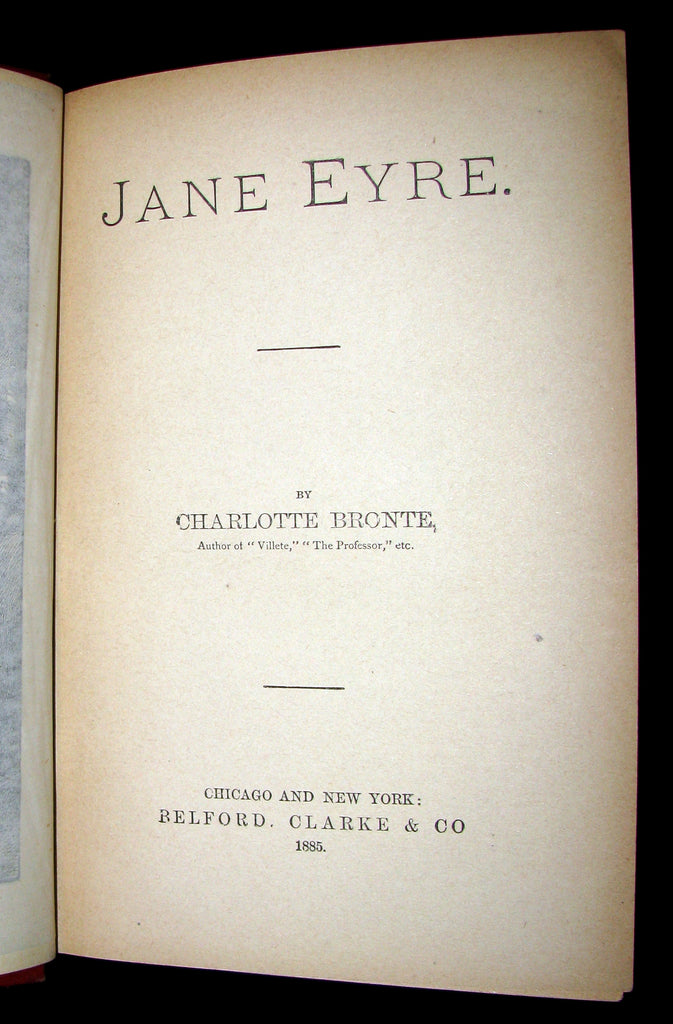 JANE EYRE.
BY
CHARLOTTE BRONTE,
Author of "Villete," "The Professor," etc.
CHICAGO AND NEW YORK:
BELFORD. CLARKE & CO
1885.